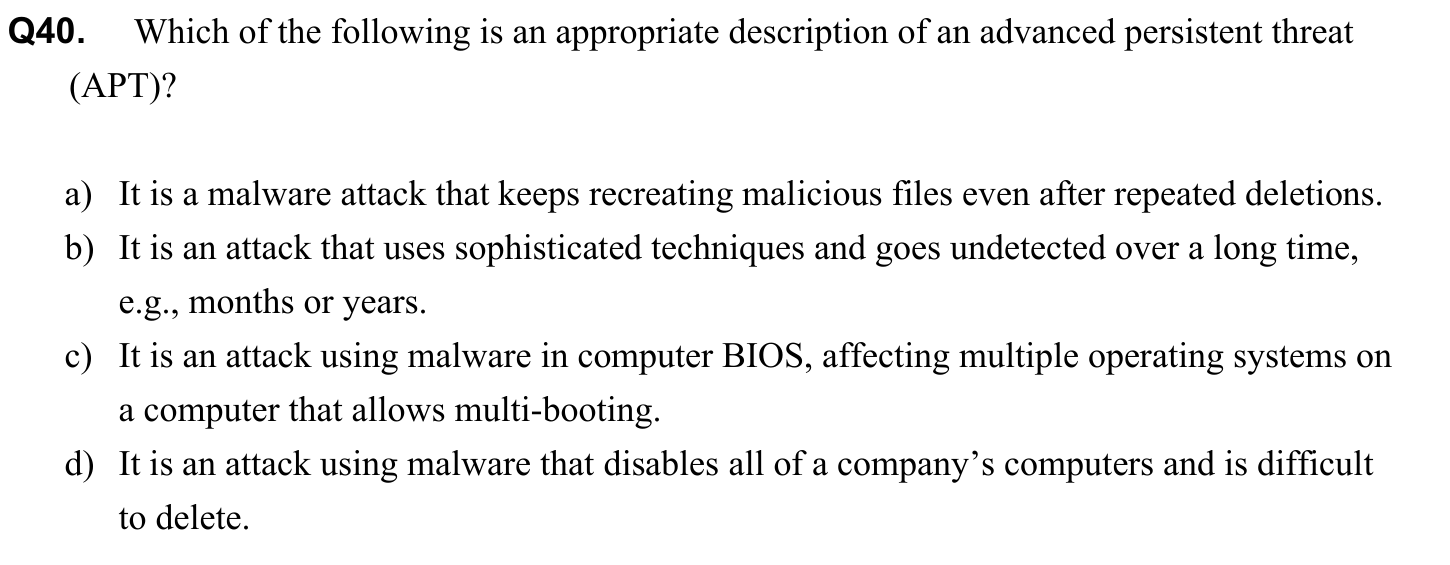 Q40. Which of the following is an appropriate description of an advanced persistent threat
(APT)?
a) It is a malware attack that keeps recreating malicious files even after repeated deletions.
b) It is an attack that uses sophisticated techniques and goes undetected over a long time,
e.g., months or years.
c) It is an attack using malware in computer BIOS, affecting multiple operating systems on
a computer that allows multi-booting.
d) It is an attack using malware that disables all of a company’s computers and is difficult
to delete.